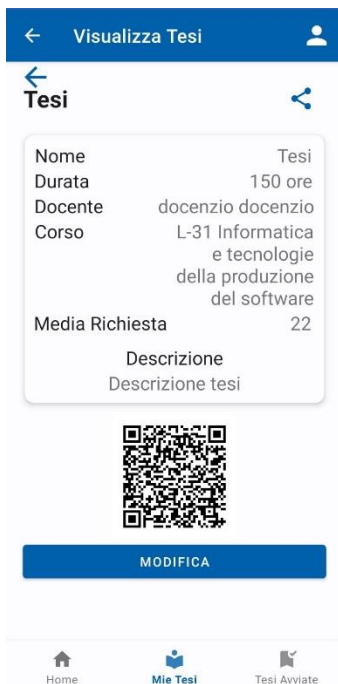 Visualizza Tesi
Tesi
Nome Tesi
Durata 150 ore
Docente docenzio docenzio
Corso L-31 Informatica
e tecnologie
della produzione
del software
Media Richiesta 22
Descrizione
Descrizione tesi
MODIFICA
Home Mie Tesi Tesi Avviate